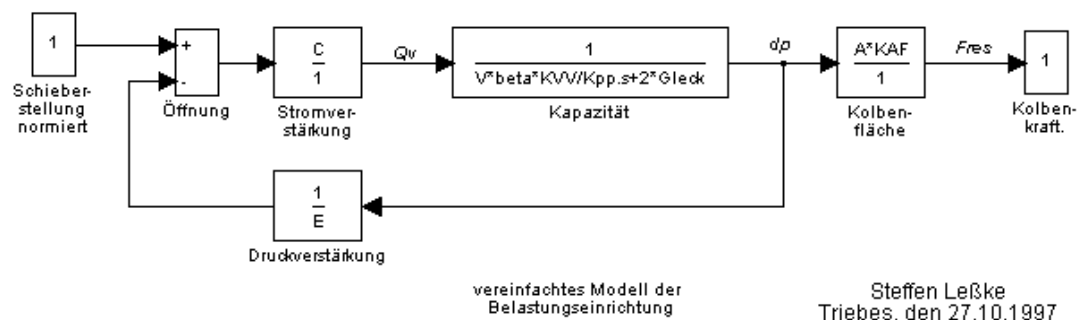 1
Schieber-
stellung
normiert
+
-
Öffnung
C
1
Stromver-
stärkung
Qv
1
V*beta*KVV/Kpp.s+2*Gleck
Kapazität
dp
A*KAF
1
Kolben-
fläche
Fres
1
Kolben-
kraft.
1
E
Druckverstärkung
vereinfachtes Modell der
Belastungseinrichtung
Steffen Leßke
Triebes, den 27.10.1997